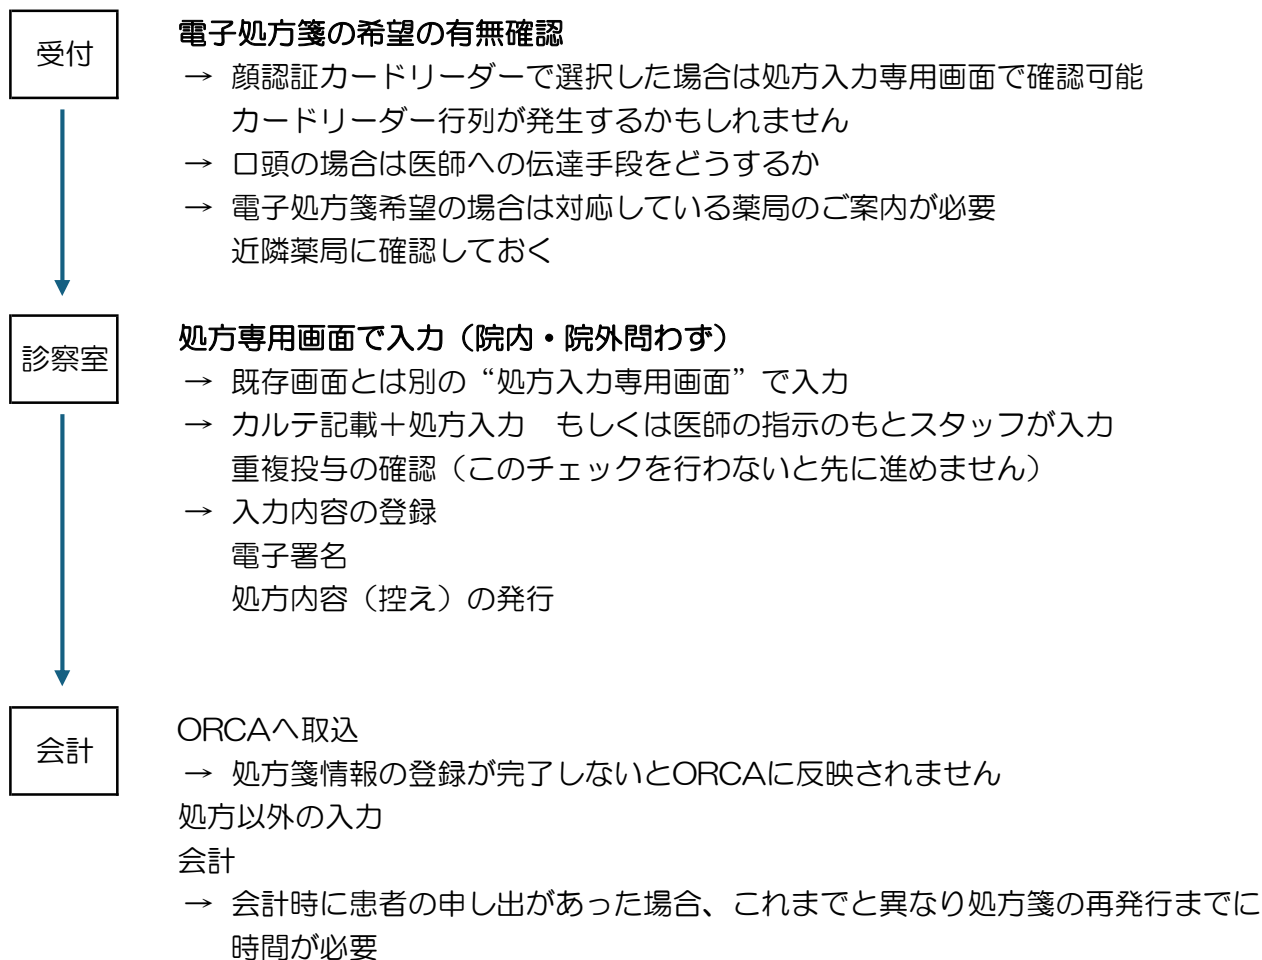 受付
電子処方箋の希望の有無確認
→ 顔認証カードリーダーで選択した場合は処方入力専用画面で確認可能
カードリーダー行列が発生するかもしれません
→ 口頭の場合は医師への伝達手段をどうするか
→ 電子処方箋希望の場合は対応している薬局のご案内が必要
近隣薬局に確認しておく
診察室
処方専用画面で入力（院内・院外問わず）
→ 既存画面とは別の“処方入力専用画面”で入力
→ カルテ記載＋処方入力　もしくは医師の指示のもとスタッフが入力
重複投与の確認（このチェックを行わないと先に進めません）
→ 入力内容の登録
電子署名
処方内容（控え）の発行
会計
ORCAへ取込
→ 処方箋情報の登録が完了しないとORCAに反映されません
処方以外の入力
会計
→ 会計時に患者の申し出があった場合、これまでと異なり処方箋の再発行までに
時間が必要